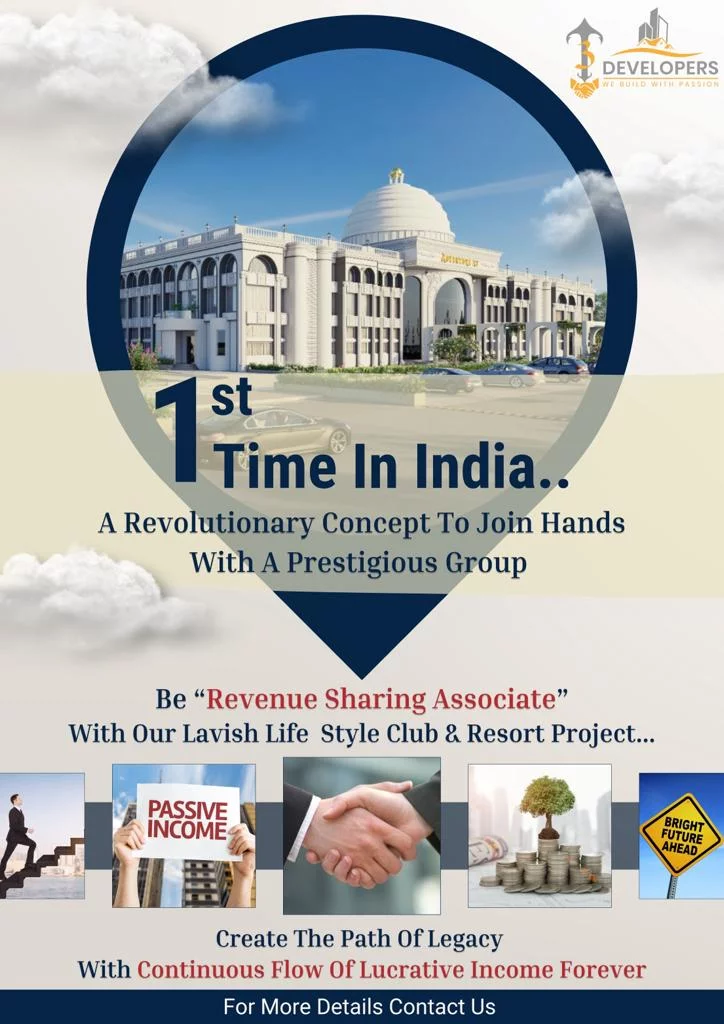 DEVELOPERS
WE BUILD WITH PASSION
1st
Time In India..
A Revolutionary Concept To Join Hands
With A Prestigious Group
Be “Revenue Sharing Associate”
With Our Lavish Life Style Club & Resort Project...
PASSIVE
INCOME
BRIGHT
FUTURE
AHEAD
Create The Path Of Legacy
With Continuous Flow Of Lucrative Income Forever
For More Details Contact Us